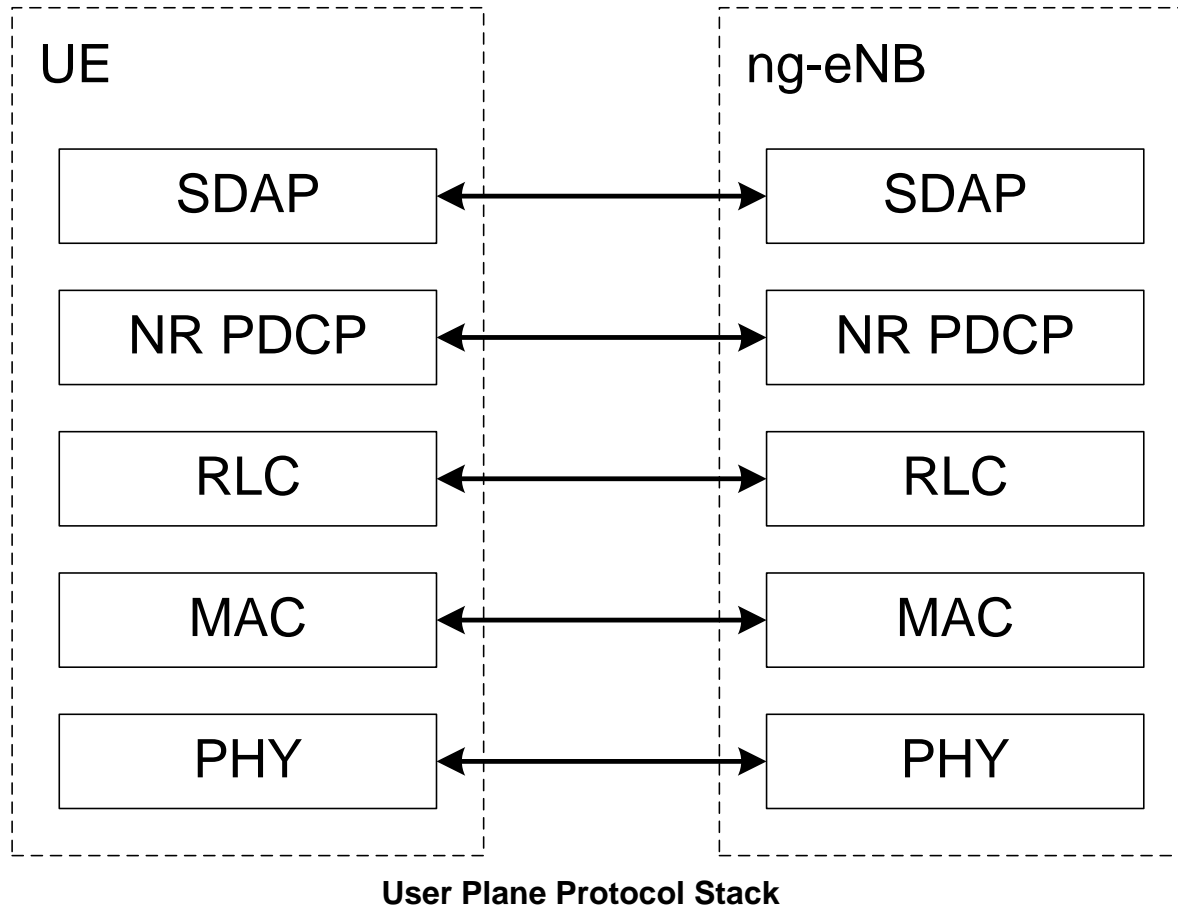 UE
ng-eNB
SDAP
SDAP
NR PDCP
NR PDCP
RLC
RLC
MAC
MAC
PHY
PHY
User Plane Protocol Stack